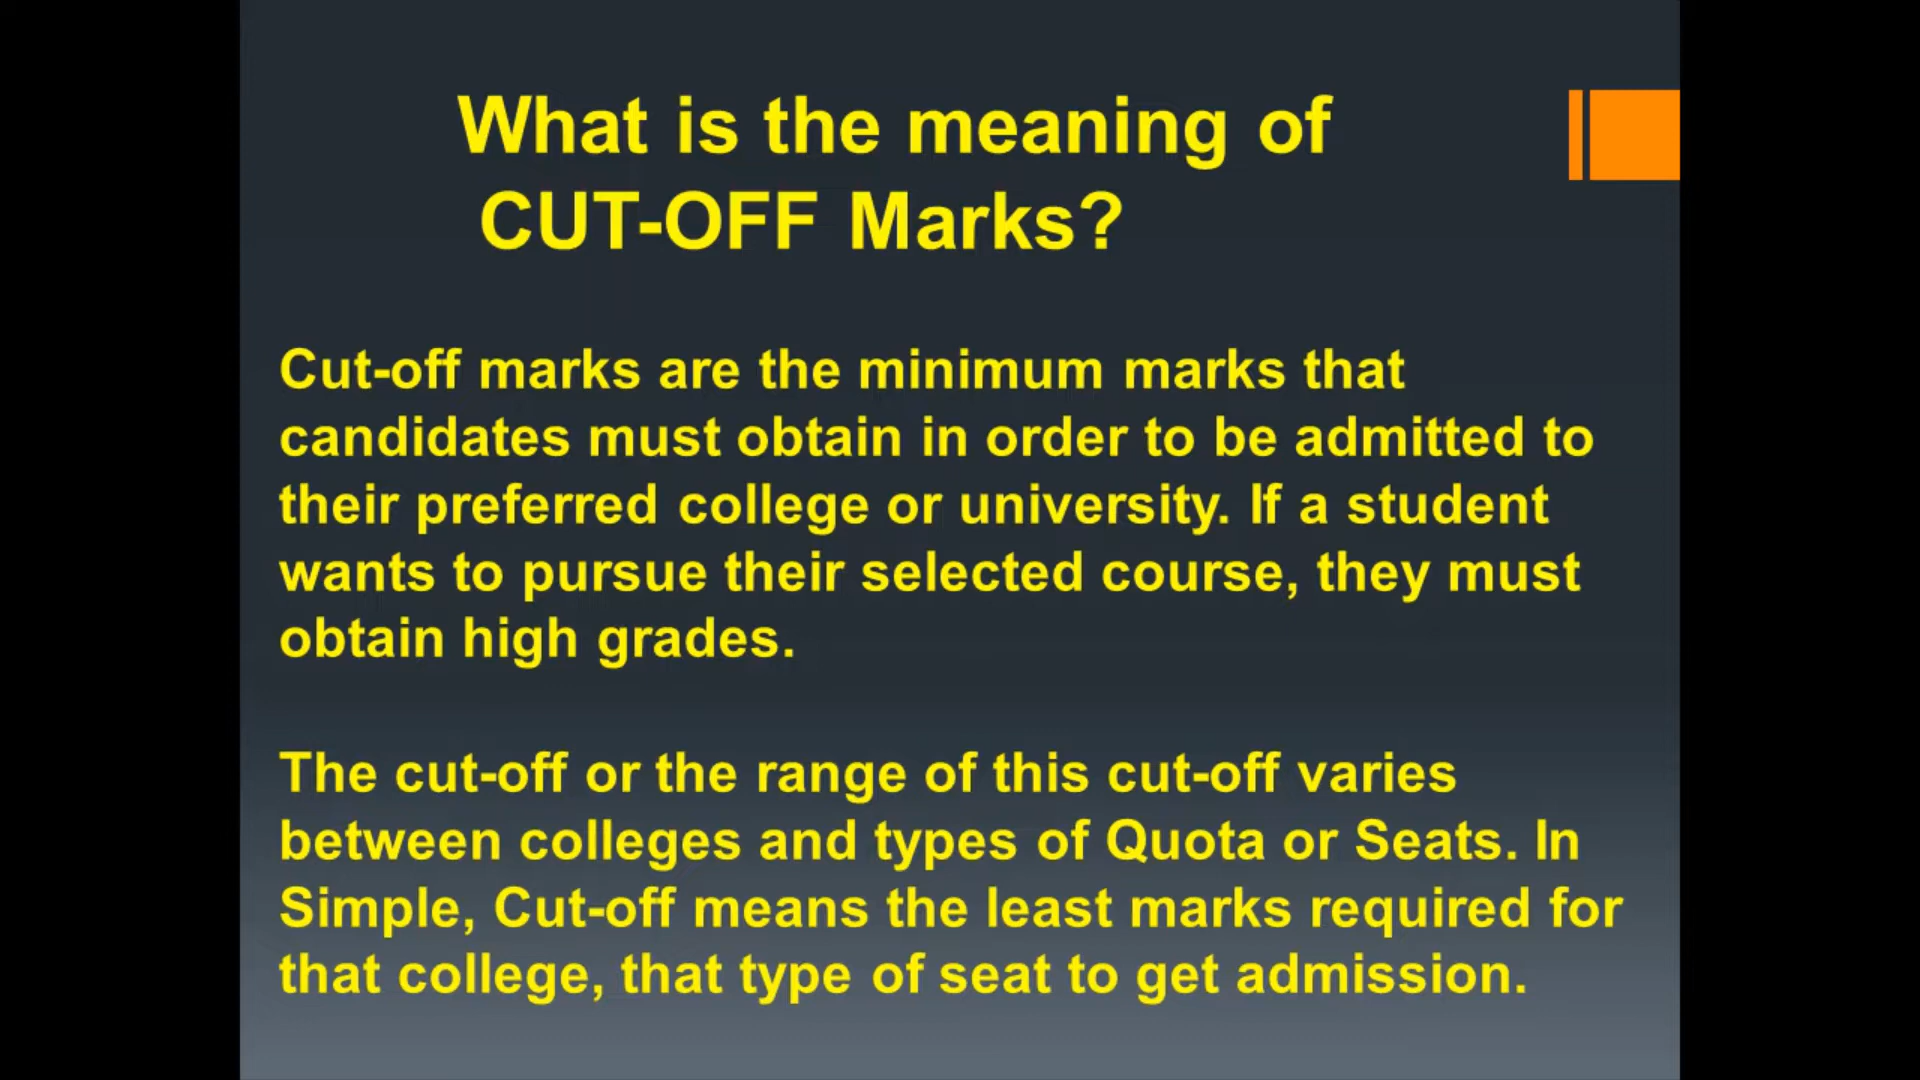 What is the meaning of
CUT-OFF Marks?
Cut-off marks are the minimum marks that
candidates must obtain in order to be admitted to
their preferred college or university. If a student
wants to pursue their selected course, they must
obtain high grades.
The cut-off or the range of this cut-off varies
between colleges and types of Quota or Seats. In
Simple, Cut-off means the least marks required for
that college, that type of seat to get admission.